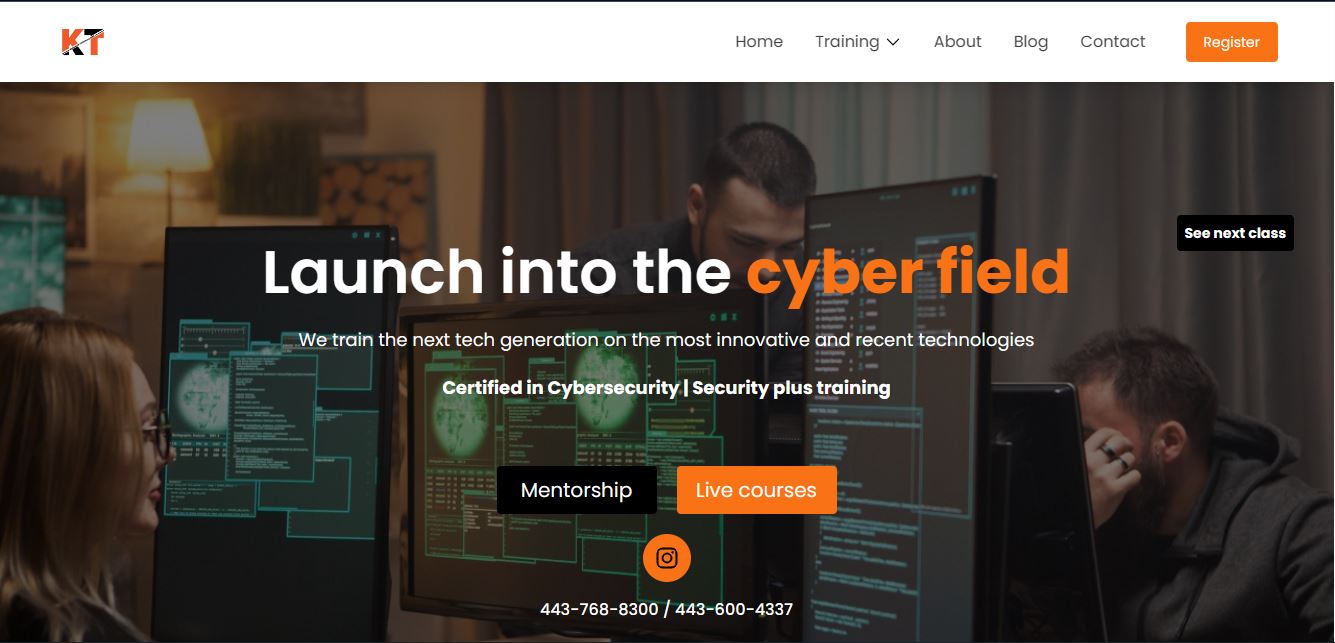 KT
Home Training About Blog Contact Register
See next class
Launch into the cyber field
We train the next tech generation on the most innovative and recent technologies
Certified in Cybersecurity | Security plus training
Mentorship Live courses
443-768-8300 / 443-600-4337